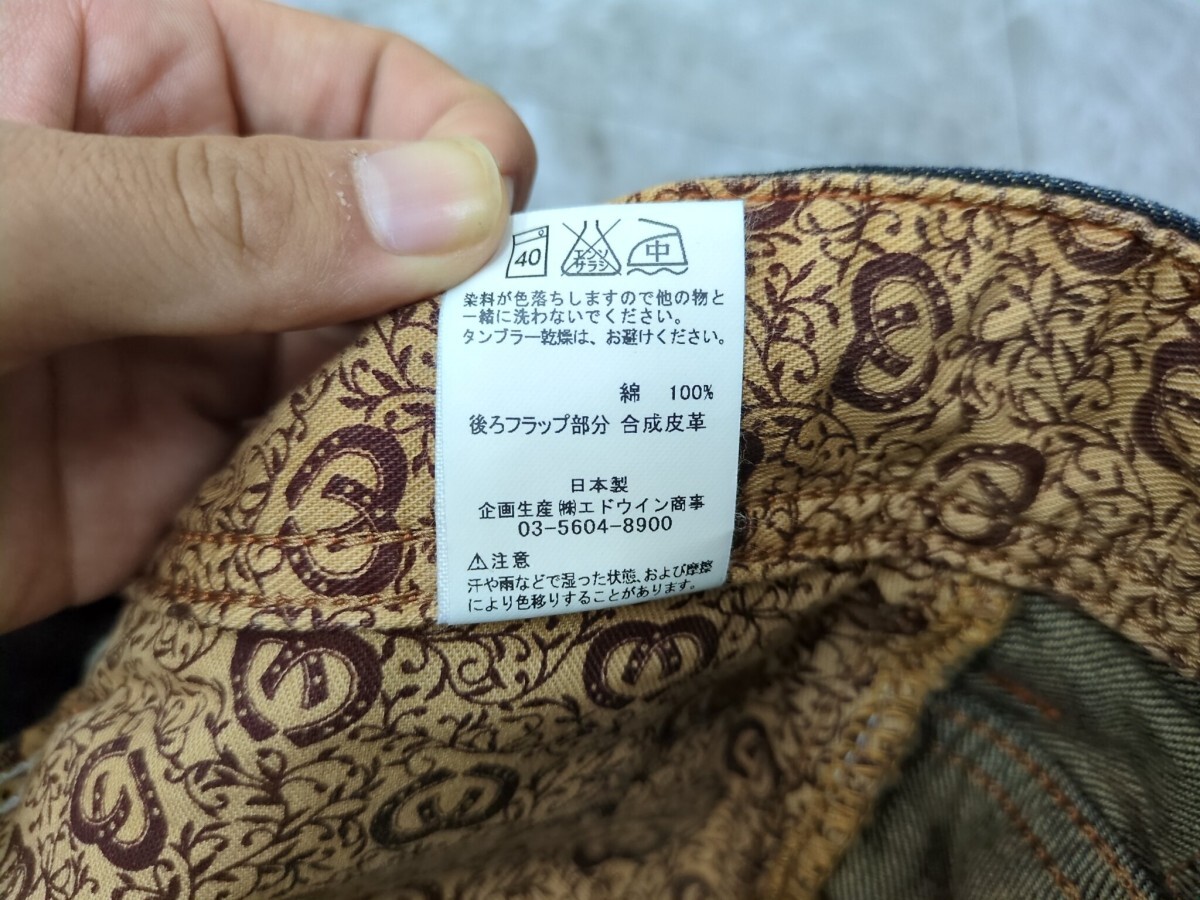 40 エンソサラシ 中
染料が色落ちしますので他の物と
一緒に洗わないでください。
タンブラー乾燥は、お避けください。
綿 100%
後ろフラップ部分 合成皮革
日本製
企画生産 ㈱エドウイン商事
03-5604-8900
⚠注意
汗や雨などで湿った状態、および摩擦
により色移りすることがあります。